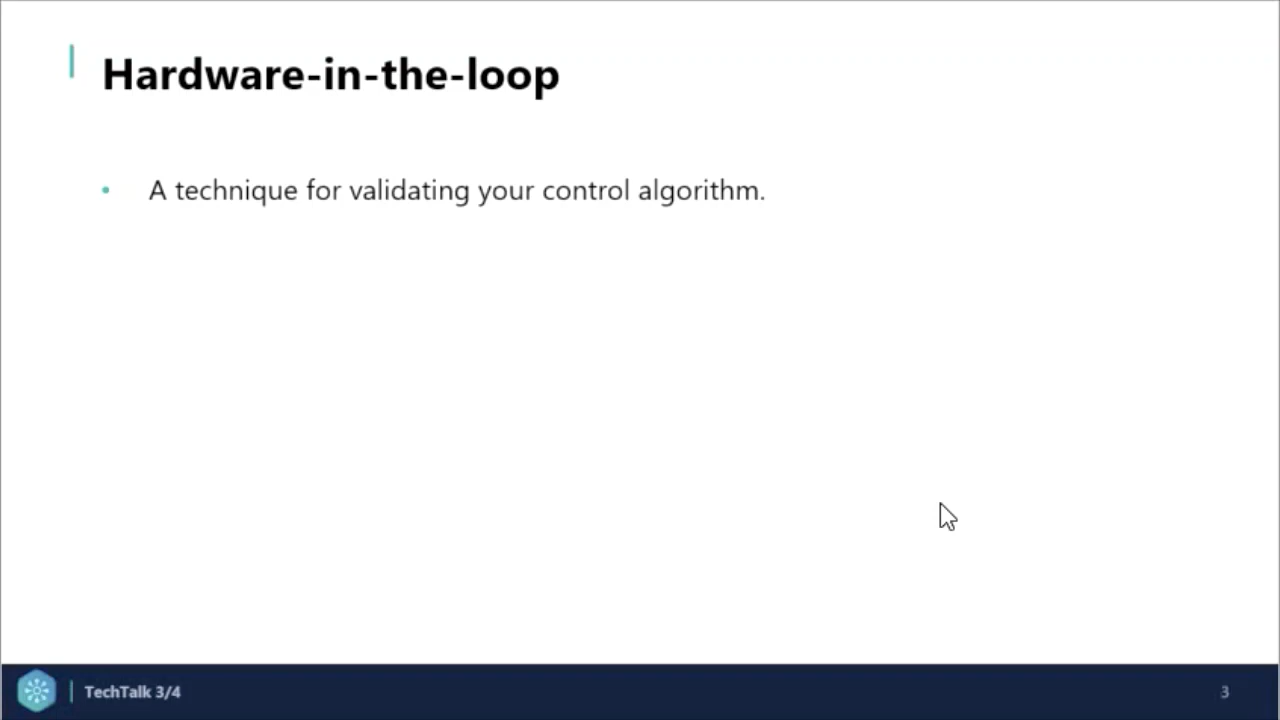 Hardware-in-the-loop
• A technique for validating your control algorithm.
TechTalk 3/4
3